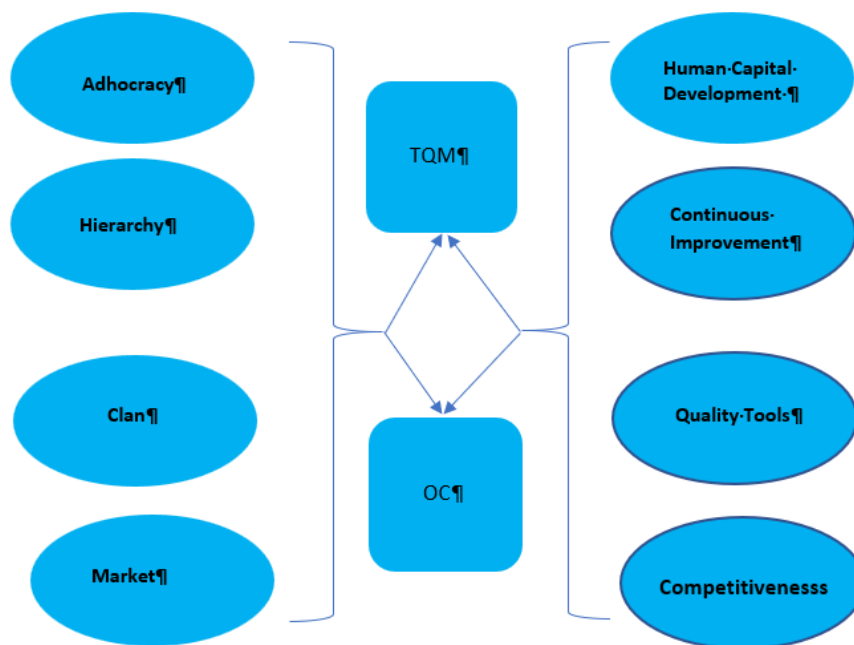 Adhocracy¶
Hierarchy¶
Clan¶
Market¶
TQM¶
OC¶
Human·Capital·
Development·¶
Continuous·
Improvement¶
Quality·Tools¶
Competitivenesss